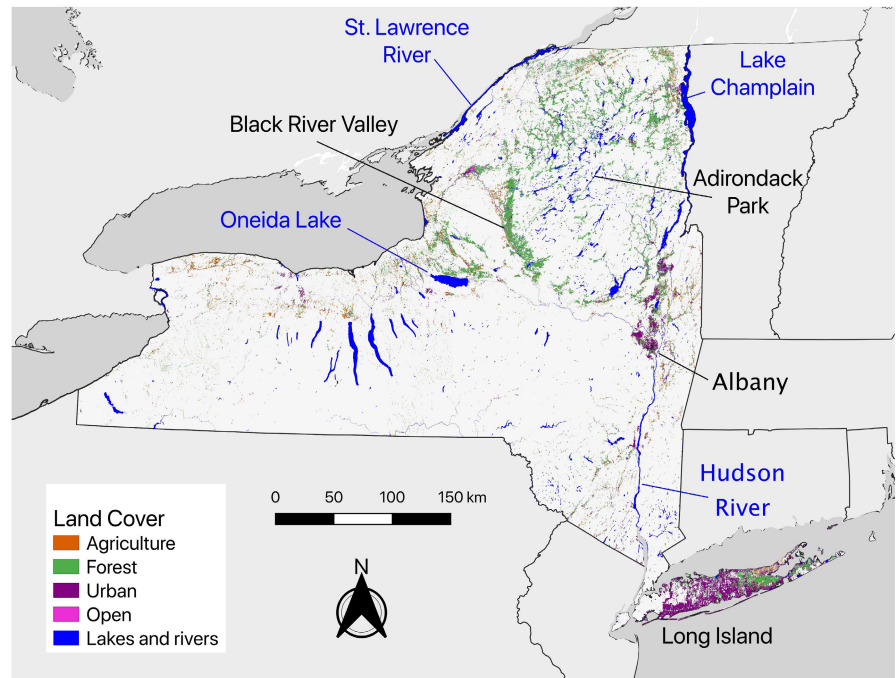 St. Lawrence
River
Lake
Champlain
Black River Valley
Adirondack
Park
Oneida Lake
Albany
Hudson
River
Long Island
0 50 100 150 km
N
Land Cover
Agriculture
Forest
Urban
Open
Lakes and rivers